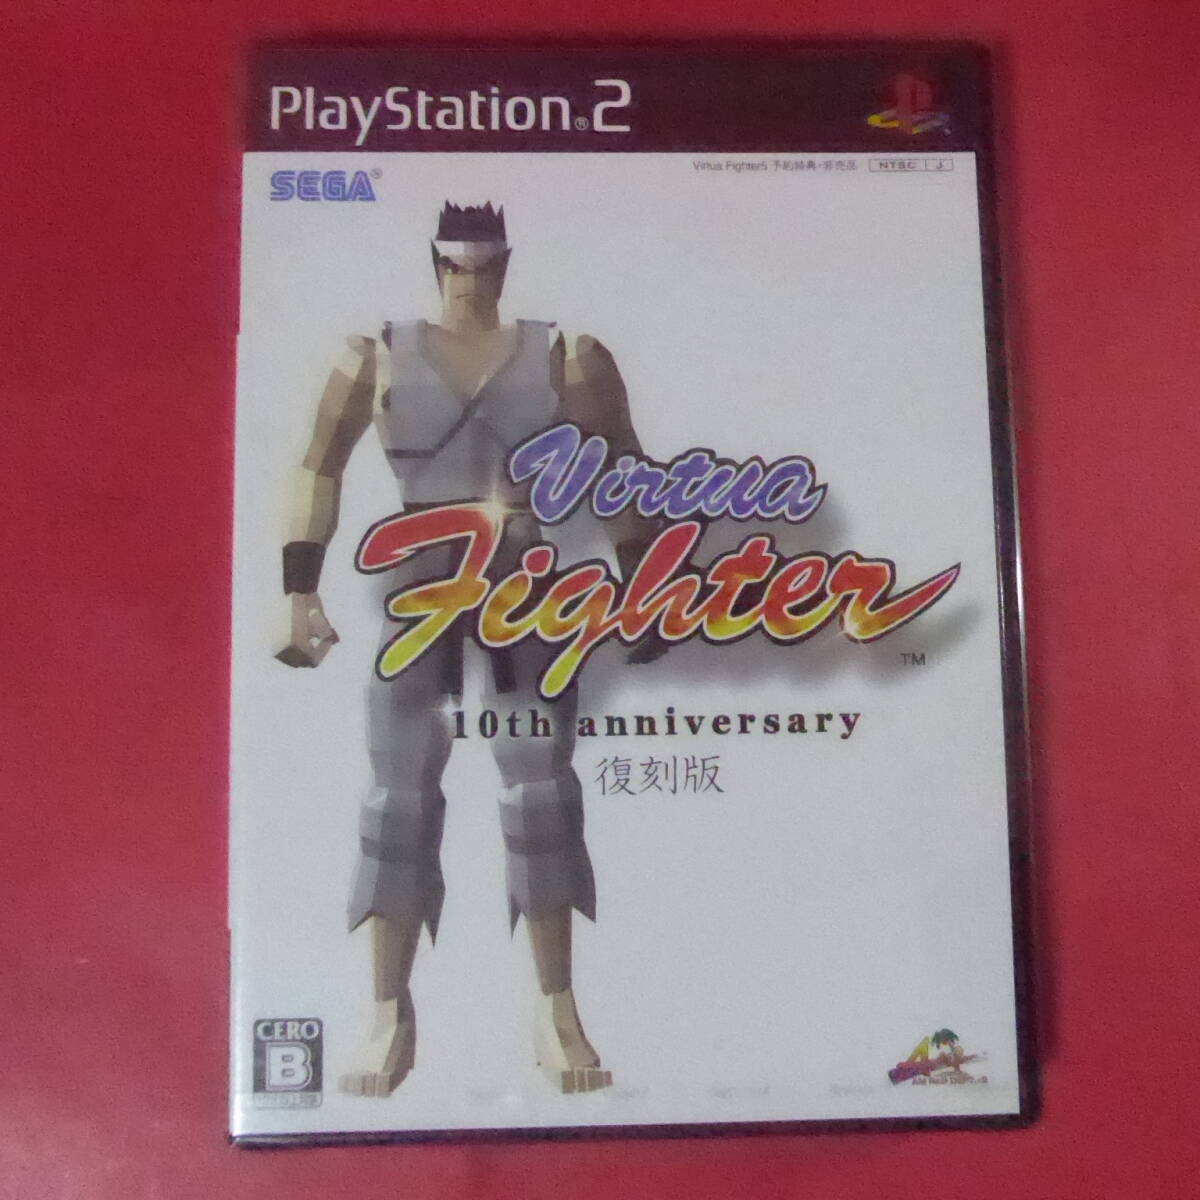 PlayStation®2
SEGA®
Virtua Fighter5 予約特典・非売品
NTSC J
Virtua
Fighter
TM
10th anniversary
復刻版
CERO
B